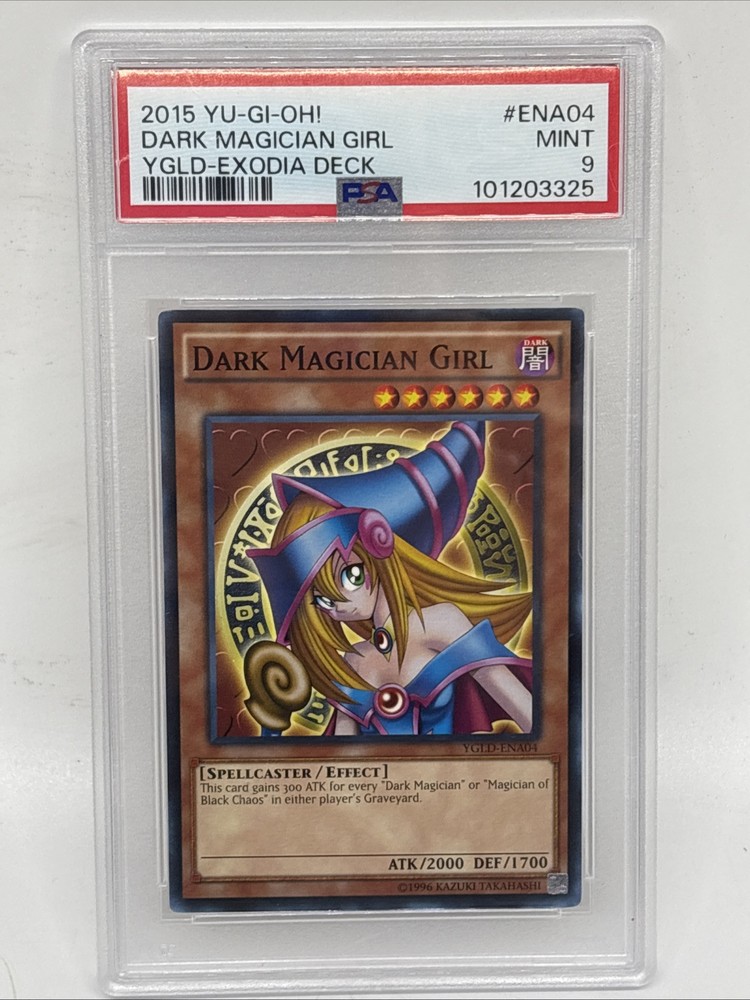 2015 YU-GI-OH! #ENA04
DARK MAGICIAN GIRL MINT
YGLD-EXODIA DECK 9
PSA 101203325
DARK MAGICIAN GIRL
DARK
闇
YGLD-ENA04
[SPELLCASTER / EFFECT]
This card gains 300 ATK for every "Dark Magician" or "Magician of
Black Chaos" in either player's Graveyard.
ATK/2000 DEF/1700
©1996 KAZUKI TAKAHASHI